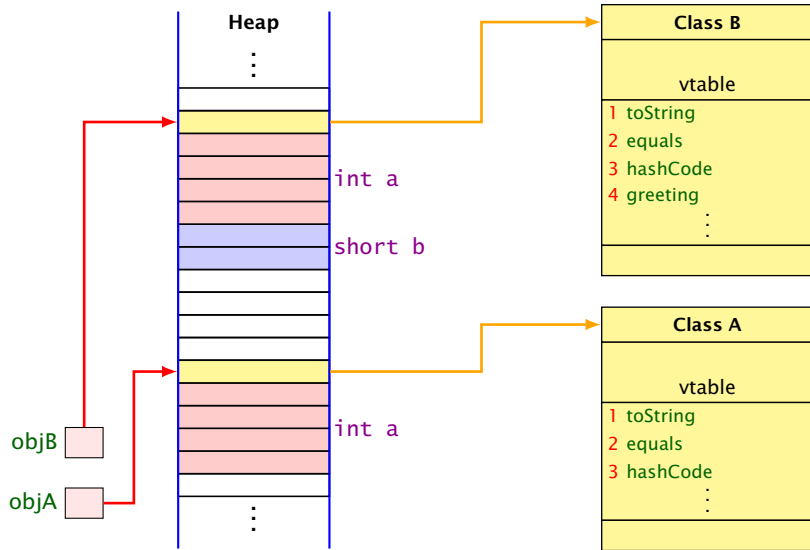 Heap
⋮
int a
short b
int a
⋮
objB
objA
Class B
vtable
1 toString
2 equals
3 hashCode
4 greeting
⋮
Class A
vtable
1 toString
2 equals
3 hashCode
⋮